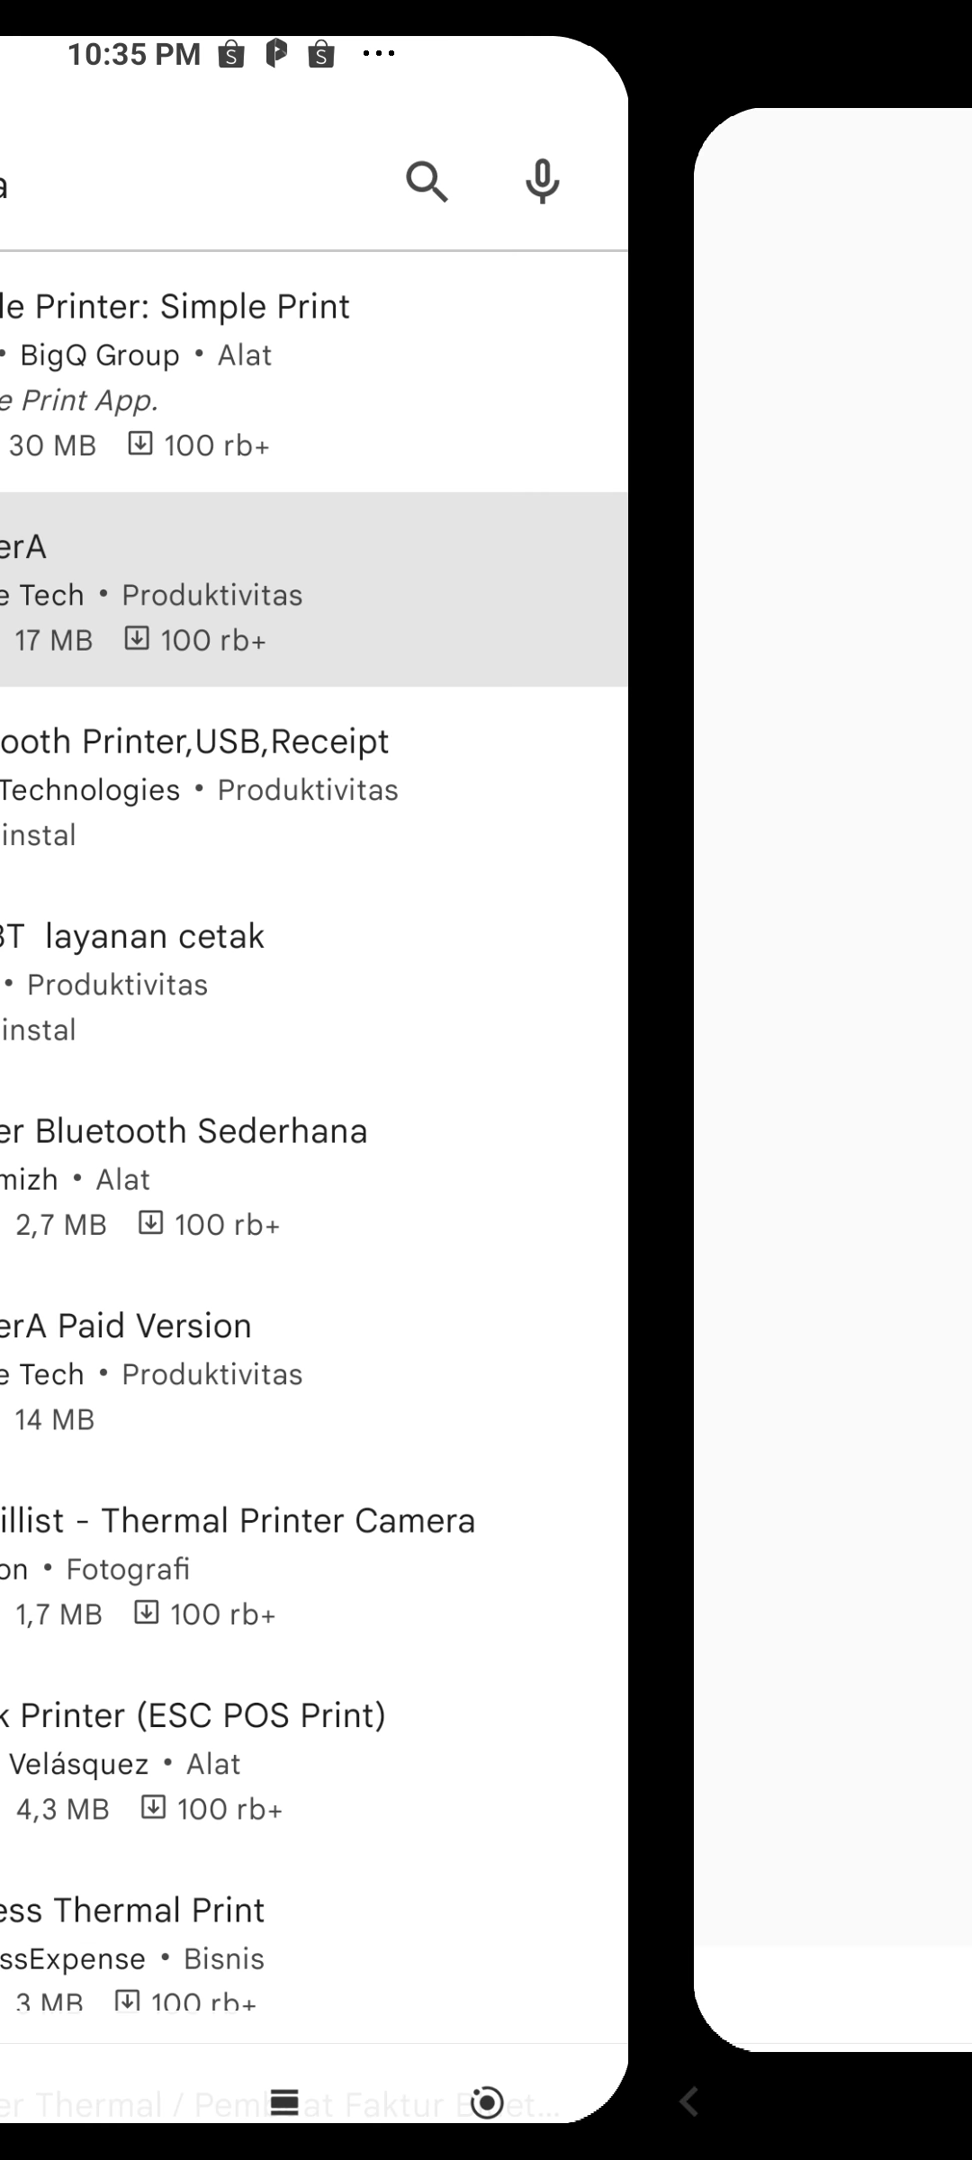 10:35 PM
a
le Printer: Simple Print
• BigQ Group • Alat
e Print App.
30 MB 100 rb+
erA
e Tech • Produktivitas
17 MB 100 rb+
ooth Printer,USB,Receipt
Technologies • Produktivitas
instal
BT layanan cetak
• Produktivitas
instal
er Bluetooth Sederhana
mizh • Alat
2,7 MB 100 rb+
erA Paid Version
e Tech • Produktivitas
14 MB
illist - Thermal Printer Camera
on • Fotografi
1,7 MB 100 rb+
k Printer (ESC POS Print)
Velásquez • Alat
4,3 MB 100 rb+
ess Thermal Print
ssExpense • Bisnis
3 MB 100 rb+
er Thermal / Pem at Faktur